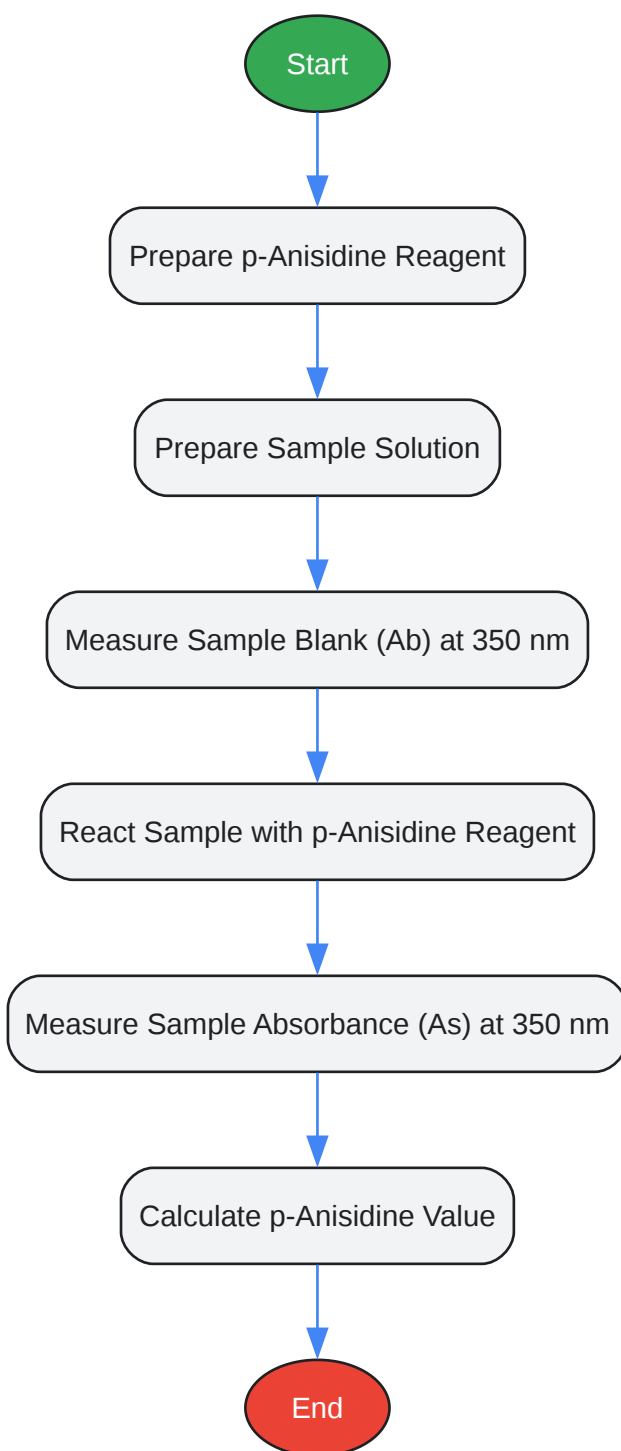 Start
Prepare p-Anisidine Reagent
Prepare Sample Solution
Measure Sample Blank (Ab) at 350 nm
React Sample with p-Anisidine Reagent
Measure Sample Absorbance (As) at 350 nm
Calculate p-Anisidine Value
End